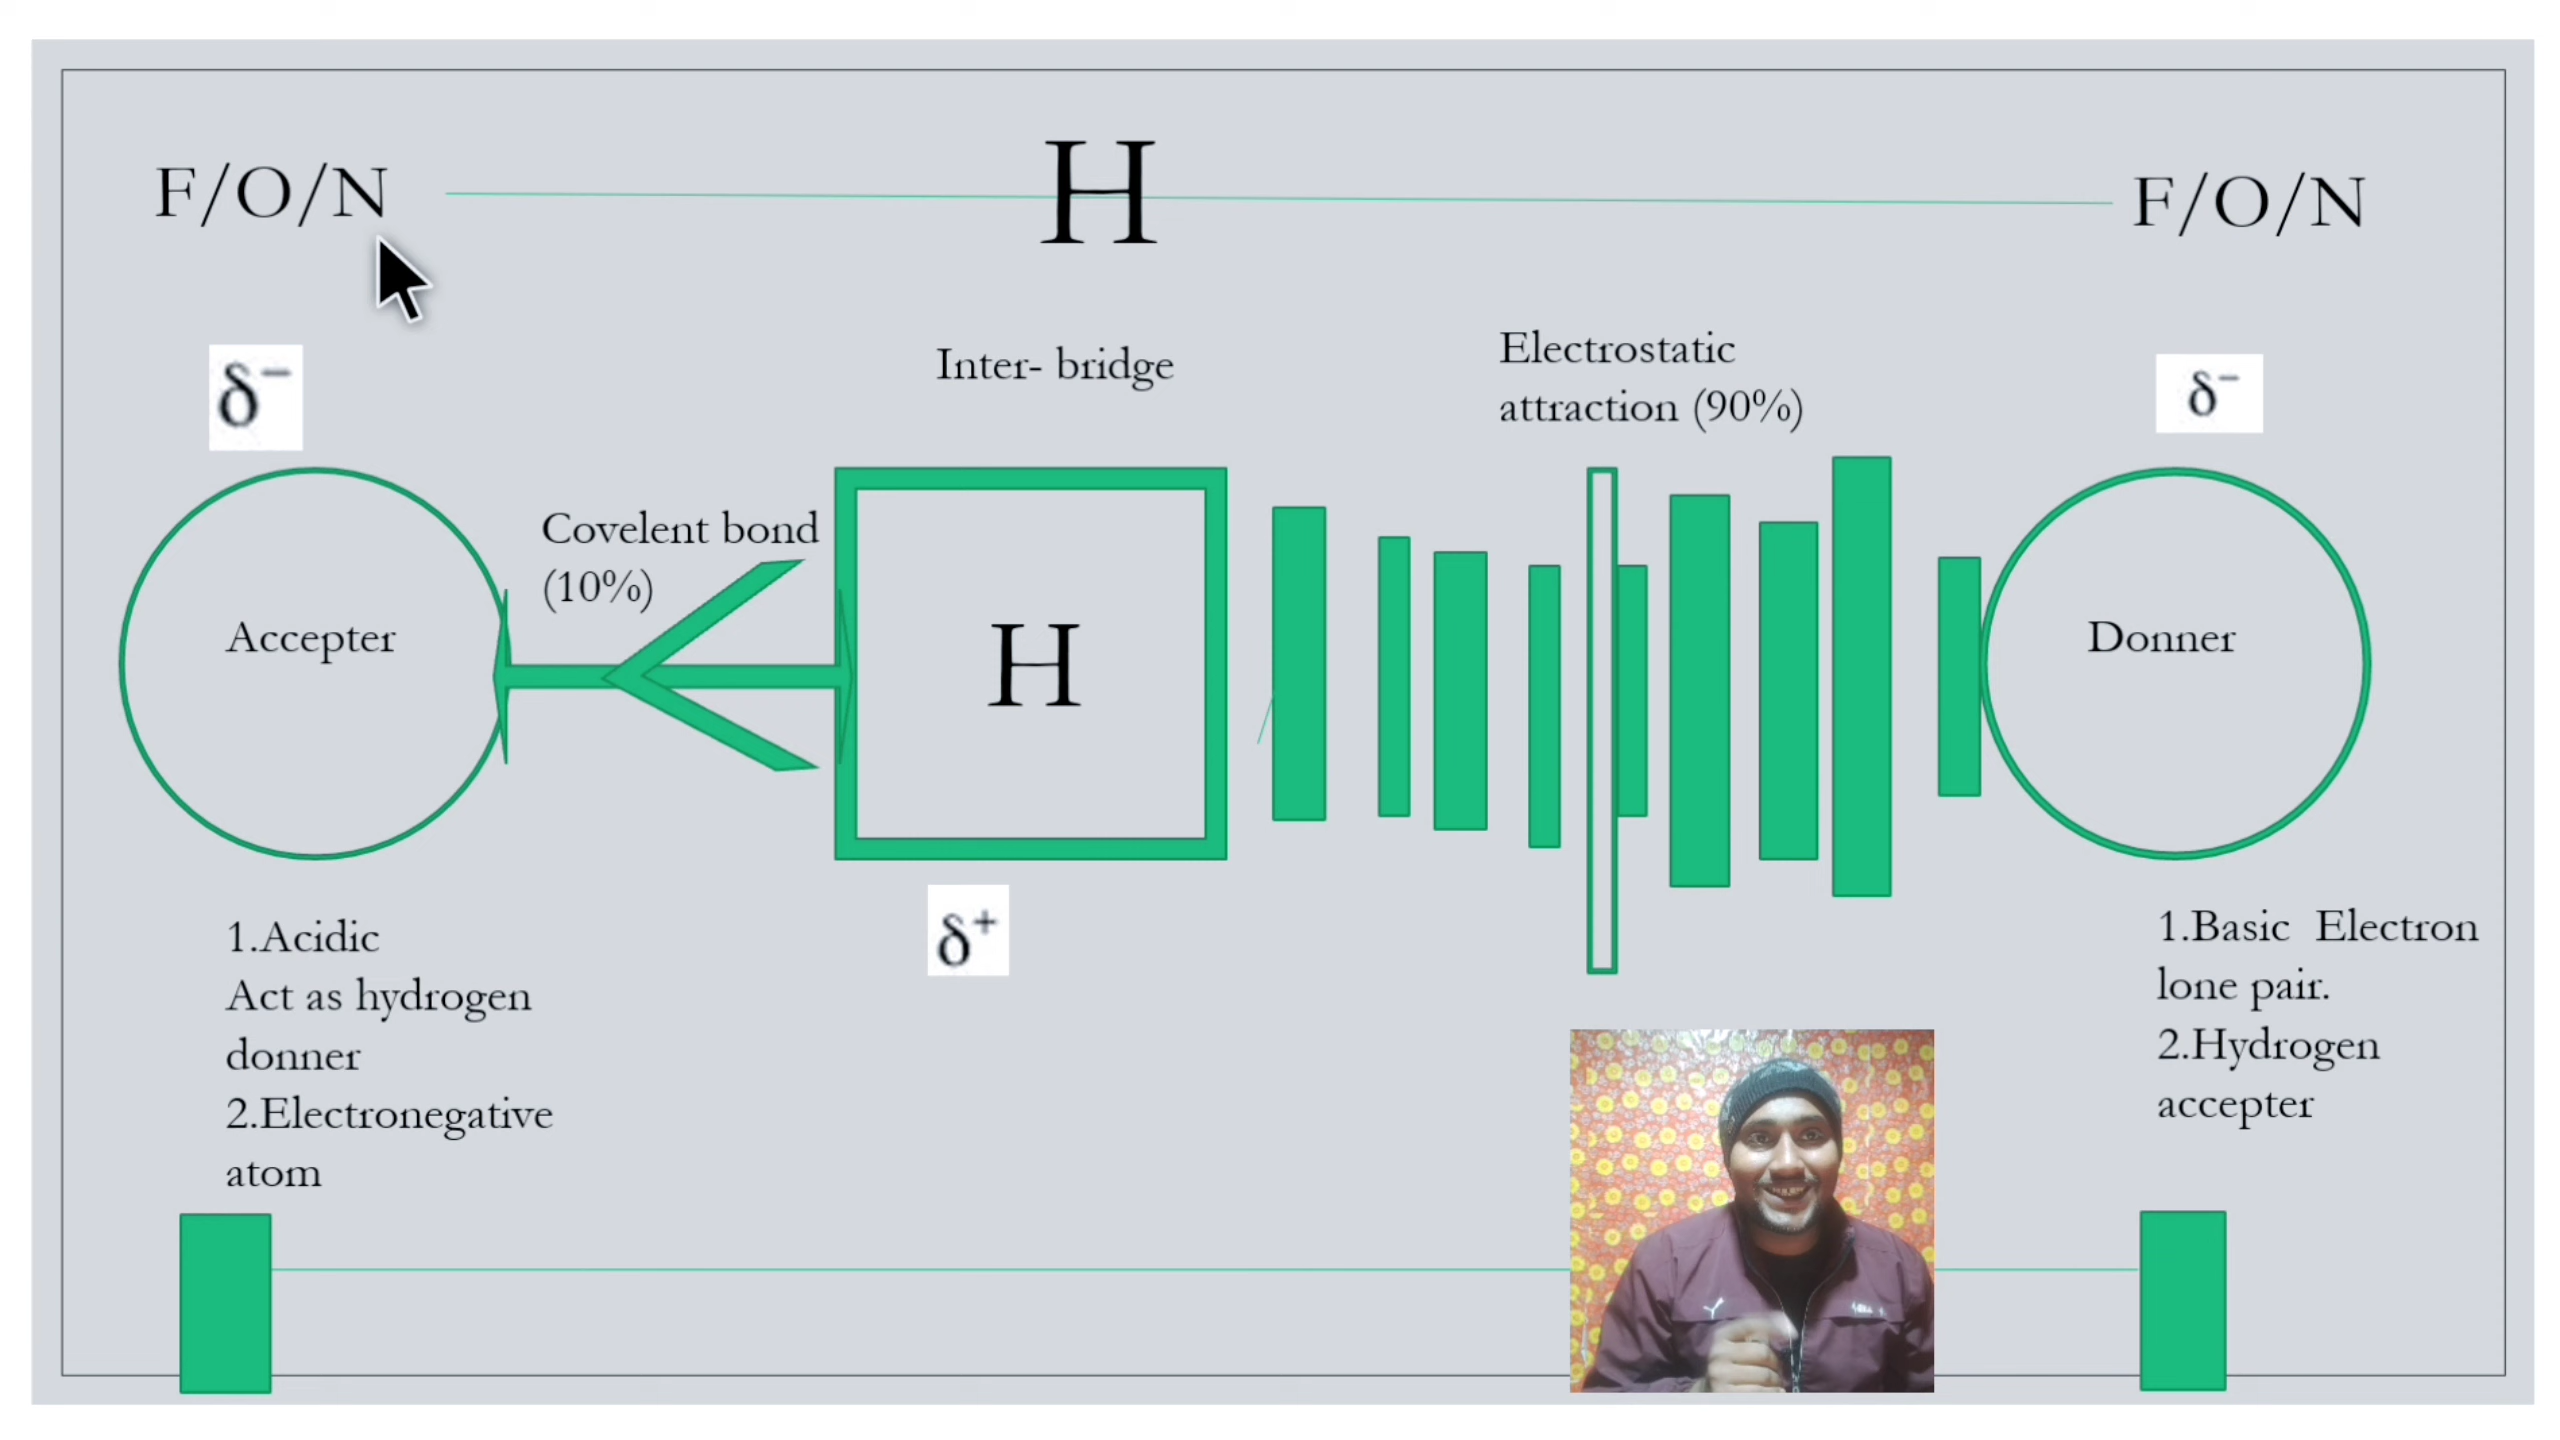 F/O/N
H
F/O/N
δ⁻
Inter- bridge
Electrostatic
attraction (90%)
δ⁻
Covelent bond
(10%)
Accepter
H
Donner
δ⁺
1.Acidic
Act as hydrogen
donner
2.Electronegative
atom
1.Basic Electron
lone pair.
2.Hydrogen
accepter